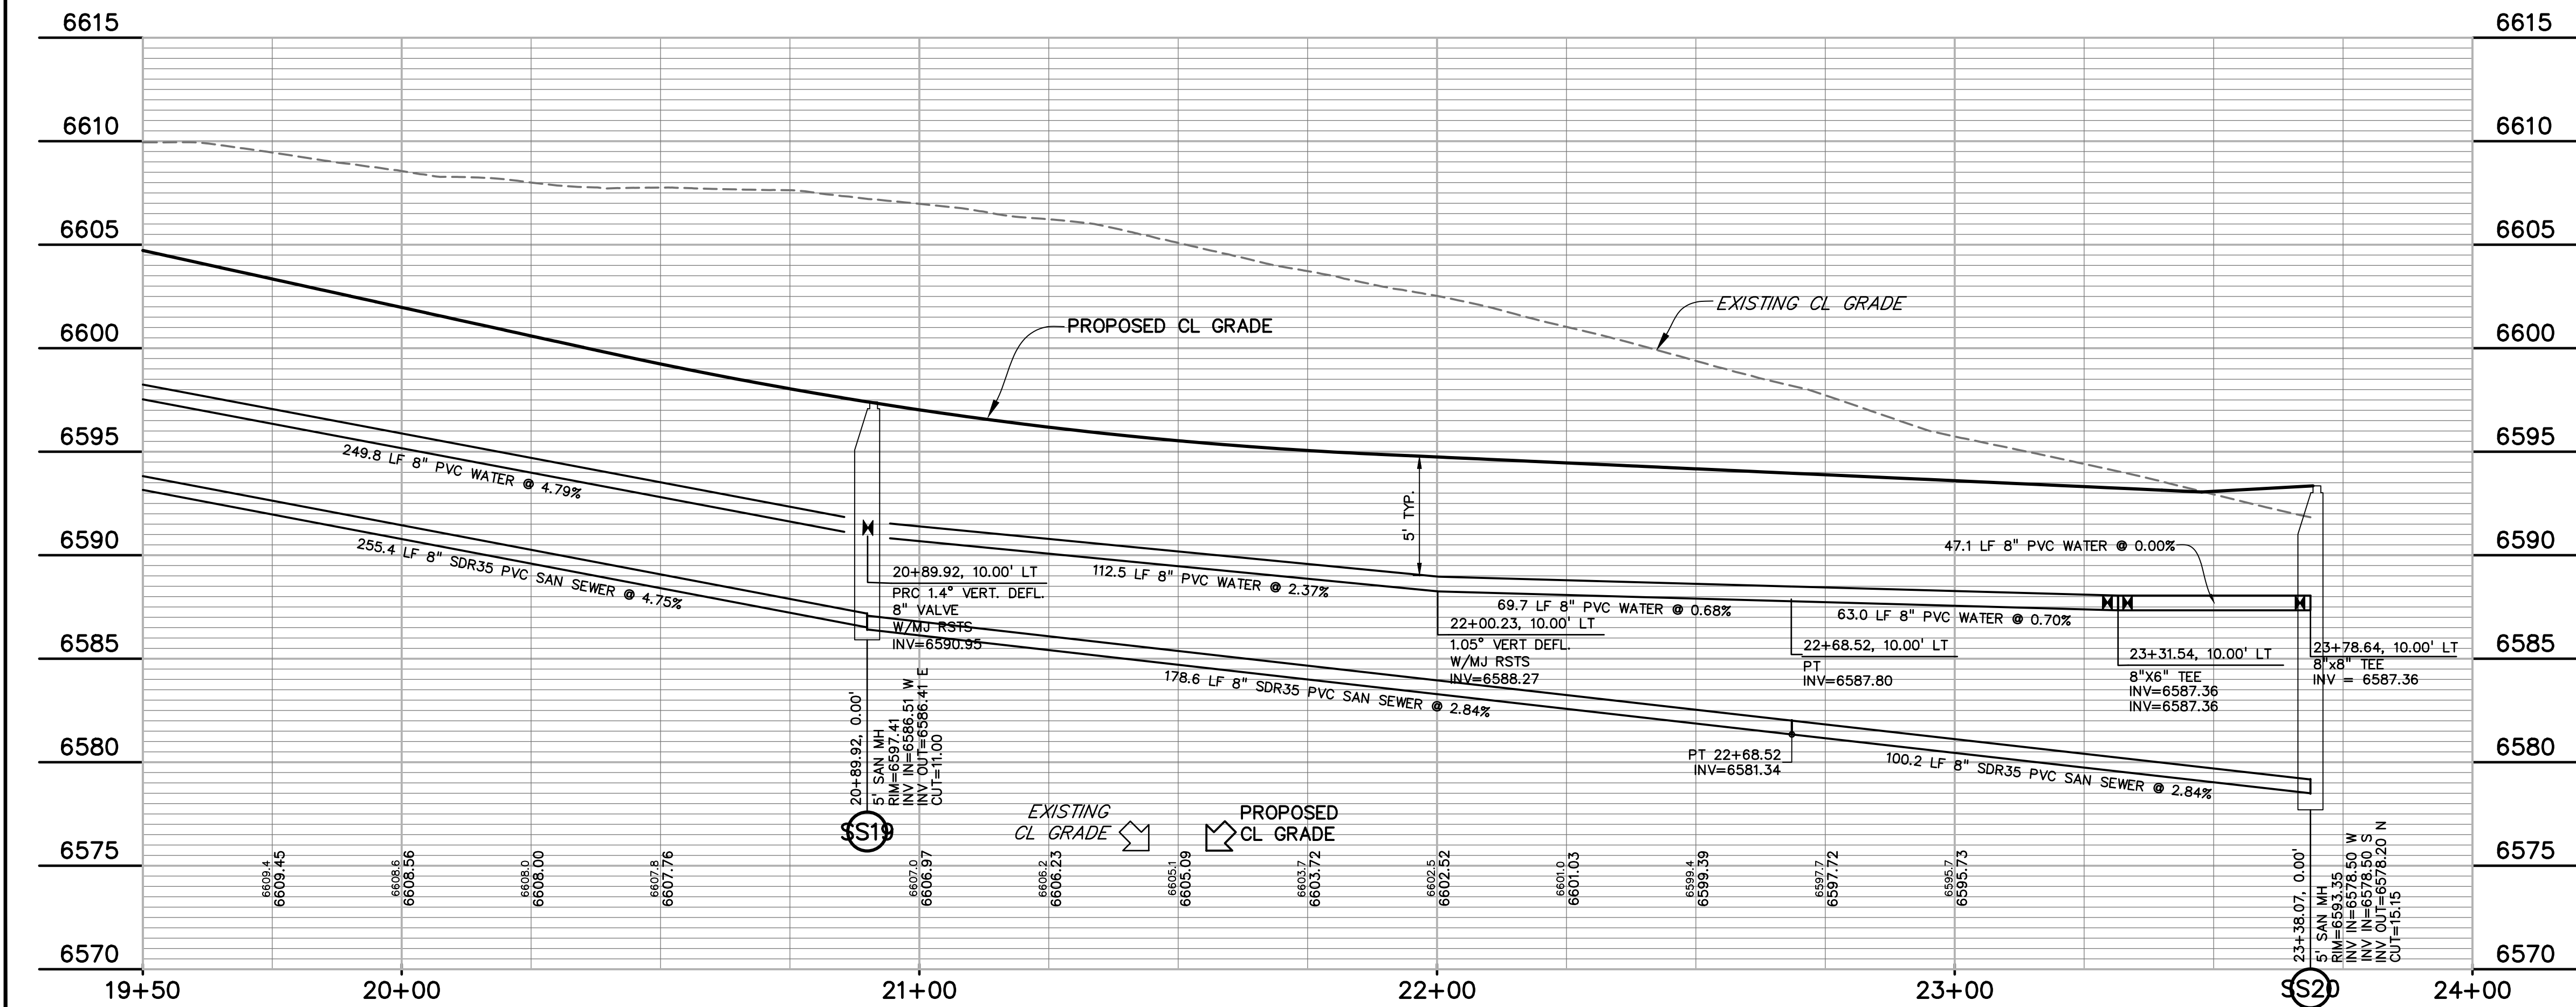 6615
6615
6610
6610
6605
6605
6600
6600
6595
6595
6590
6590
6585
6585
6580
6580
6575
6575
6570
6570
EXISTING CL GRADE
PROPOSED CL GRADE
249.8 LF 8" PVC WATER @ 4.79%
255.4 LF 8" SDR35 PVC SAN SEWER @ 4.75%
5' TYP.
47.1 LF 8" PVC WATER @ 0.00%
112.5 LF 8" PVC WATER @ 2.37%
69.7 LF 8" PVC WATER @ 0.68%
63.0 LF 8" PVC WATER @ 0.70%
20+89.92, 10.00' LT
PRC 1.4° VERT. DEFL.
8" VALVE
W/MJ RSTS
INV=6590.95
22+00.23, 10.00' LT
1.05° VERT DEFL.
W/MJ RSTS
INV=6588.27
22+68.52, 10.00' LT
PT
INV=6587.80
23+31.54, 10.00' LT
8"X6" TEE
INV=6587.36
INV=6587.36
23+78.64, 10.00' LT
8"x8" TEE
INV = 6587.36
178.6 LF 8" SDR35 PVC SAN SEWER @ 2.84%
PT 22+68.52
INV=6581.34
100.2 LF 8" SDR35 PVC SAN SEWER @ 2.84%
20+89.92, 0.00'
5' SAN MH
RIM=6597.41
INV IN=6586.51 W
INV OUT=6586.41 E
CUT=11.00
SS19
EXISTING
CL GRADE
PROPOSED
CL GRADE
6609.4
6609.45
6608.6
6608.56
6608.0
6608.00
6607.8
6607.76
6607.0
6606.97
6606.2
6606.23
6605.1
6605.09
6603.7
6603.72
6602.5
6602.52
6601.0
6601.03
6599.4
6599.39
6597.7
6597.72
6595.7
6595.73
23+38.07, 0.00'
5' SAN MH
RIM=6593.35
INV IN=6578.50 W
INV IN=6578.50 S
INV OUT=6578.20 N
CUT=15.15
SS20
19+50
20+00
21+00
22+00
23+00
24+00